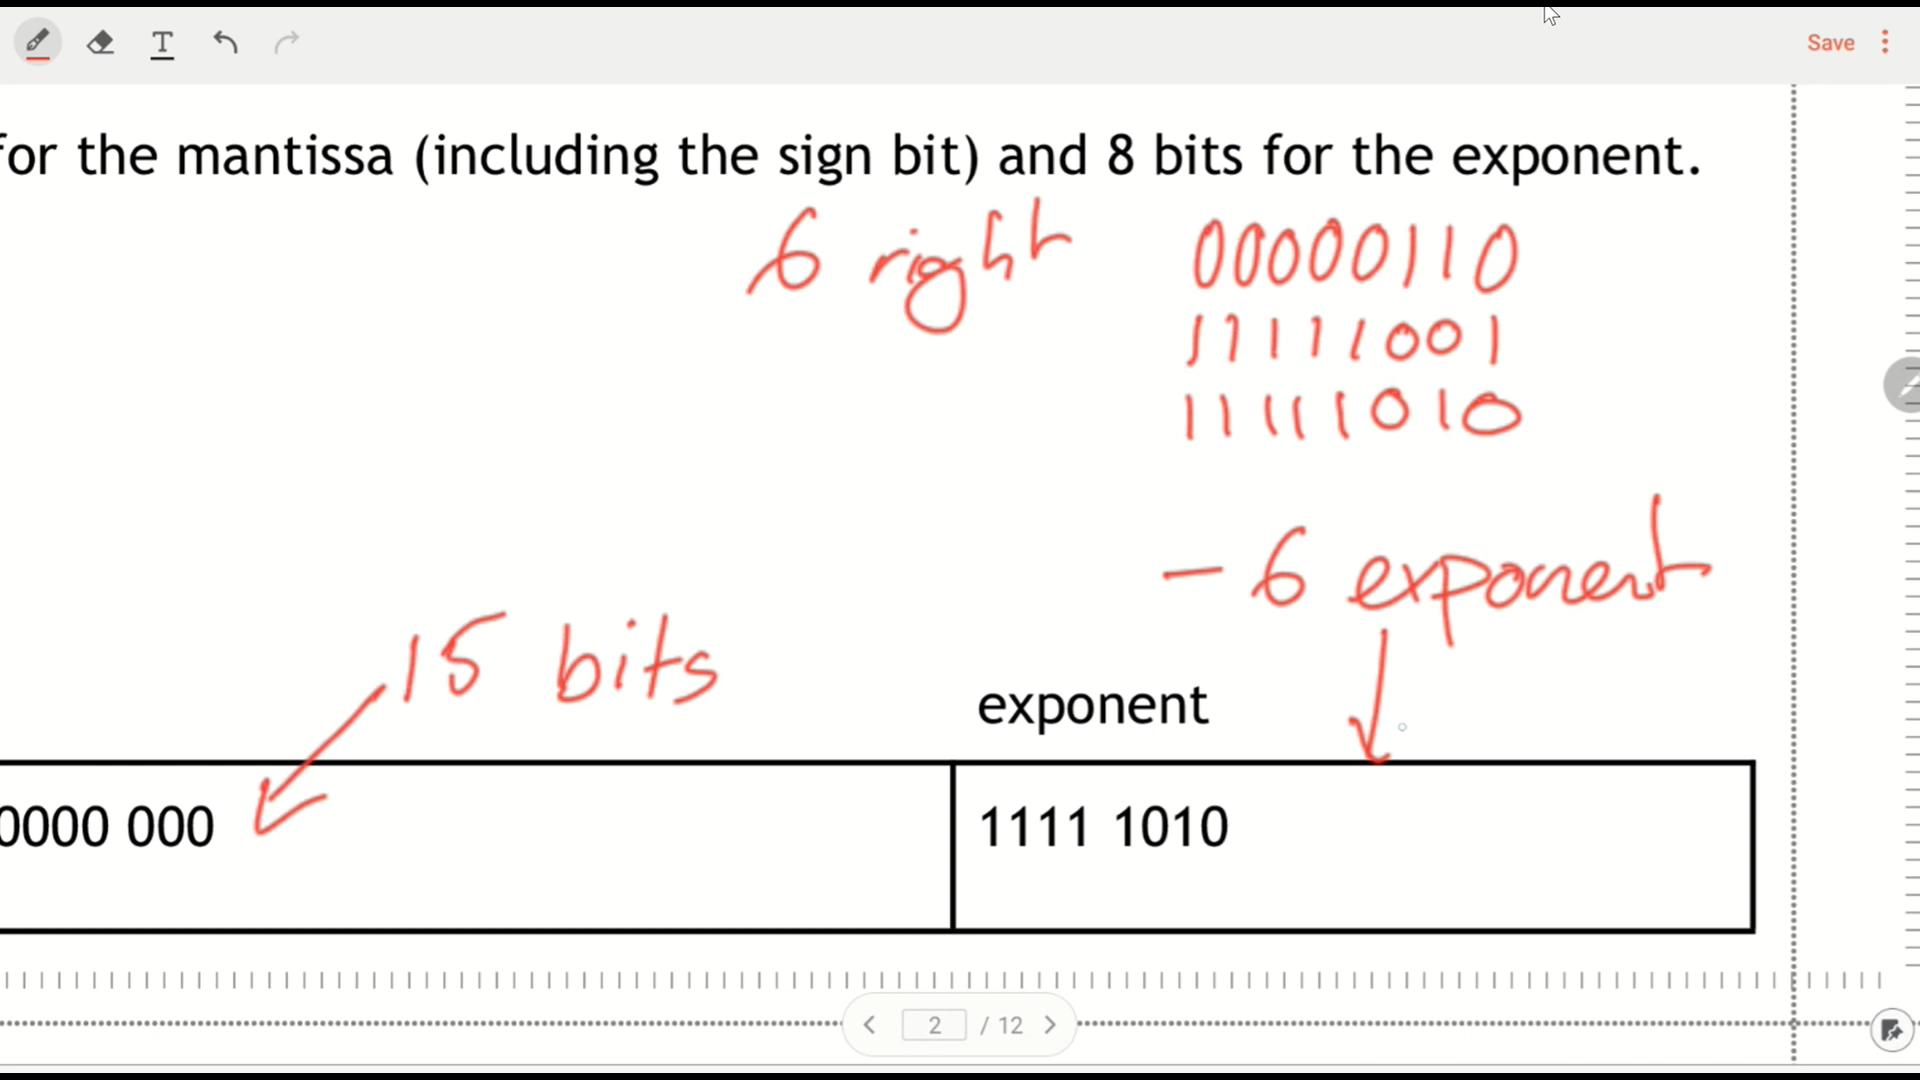 T Save
for the mantissa (including the sign bit) and 8 bits for the exponent.
6 right 00000110
11111001
11111010
- 6 exponent
15 bits
exponent
0000 000 1111 1010
2 / 12